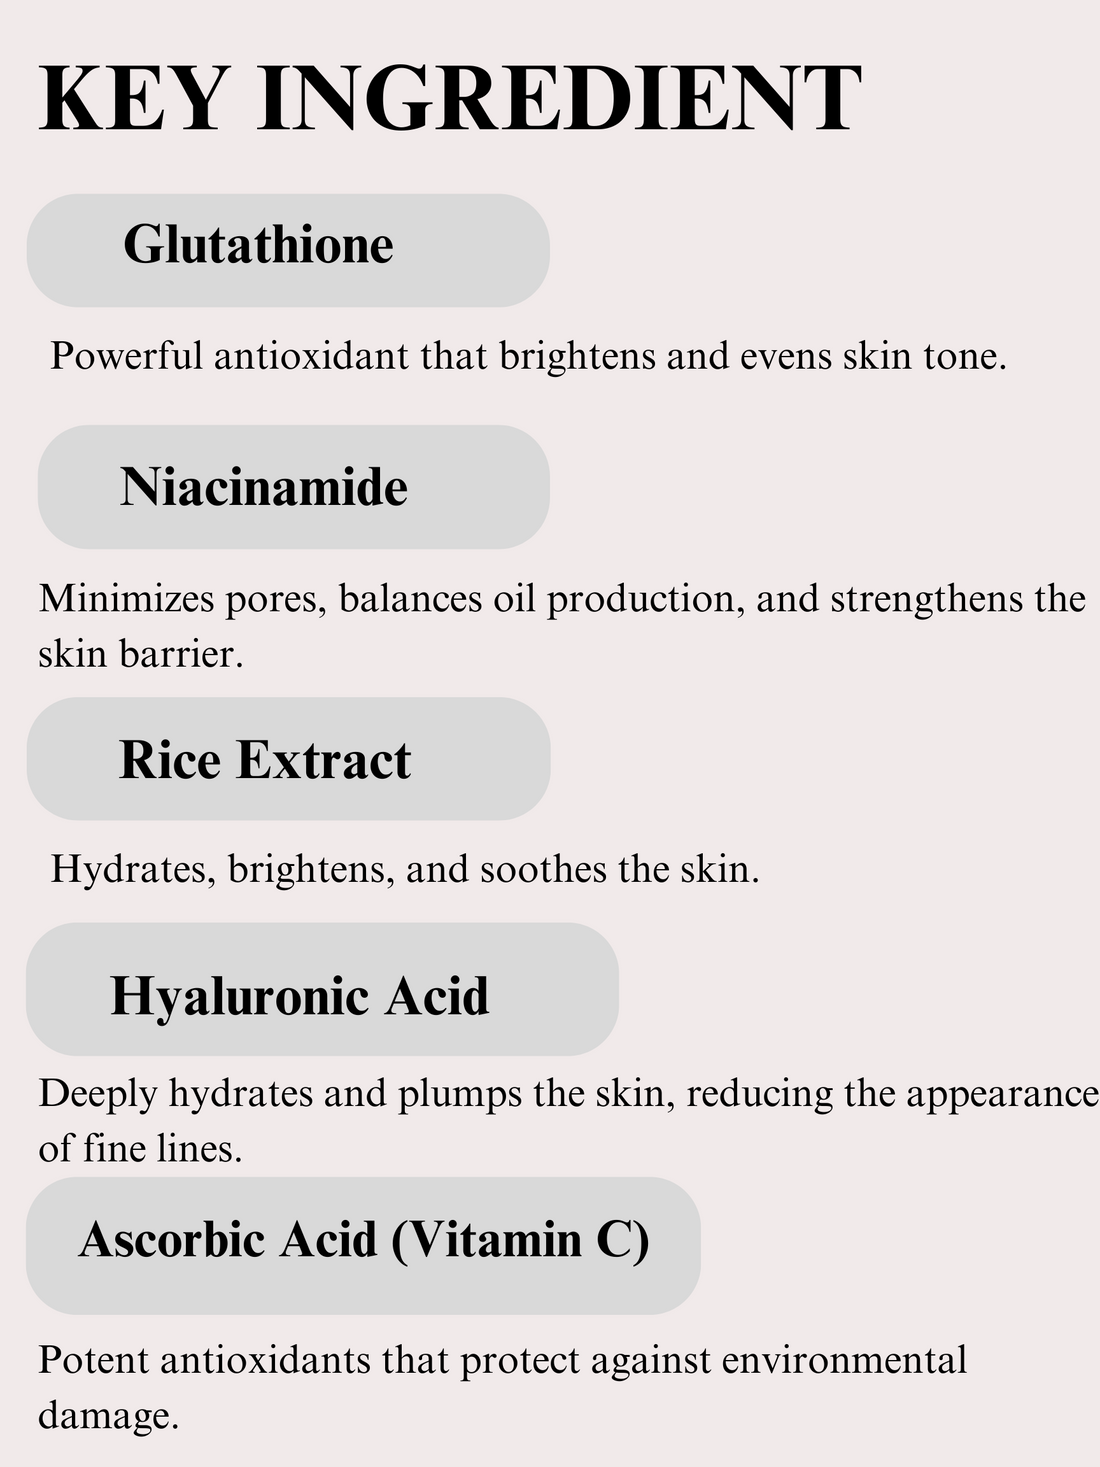 KEY INGREDIENT
Glutathione
Powerful antioxidant that brightens and evens skin tone.
Niacinamide
Minimizes pores, balances oil production, and strengthens the
skin barrier.
Rice Extract
Hydrates, brightens, and soothes the skin.
Hyaluronic Acid
Deeply hydrates and plumps the skin, reducing the appearance
of fine lines.
Ascorbic Acid (Vitamin C)
Potent antioxidants that protect against environmental
damage.